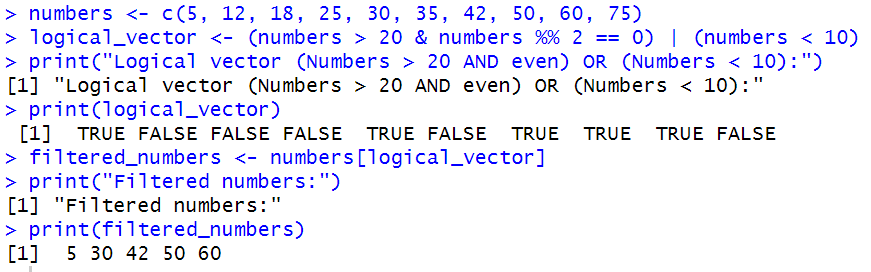 > numbers <- c(5, 12, 18, 25, 30, 35, 42, 50, 60, 75)
> logical_vector <- (numbers > 20 & numbers %% 2 == 0) | (numbers < 10)
> print("Logical vector (Numbers > 20 AND even) OR (Numbers < 10):")
[1] "Logical vector (Numbers > 20 AND even) OR (Numbers < 10):"
> print(logical_vector)
 [1]  TRUE FALSE FALSE FALSE  TRUE FALSE  TRUE  TRUE  TRUE FALSE
> filtered_numbers <- numbers[logical_vector]
> print("Filtered numbers:")
[1] "Filtered numbers:"
> print(filtered_numbers)
[1]  5 30 42 50 60